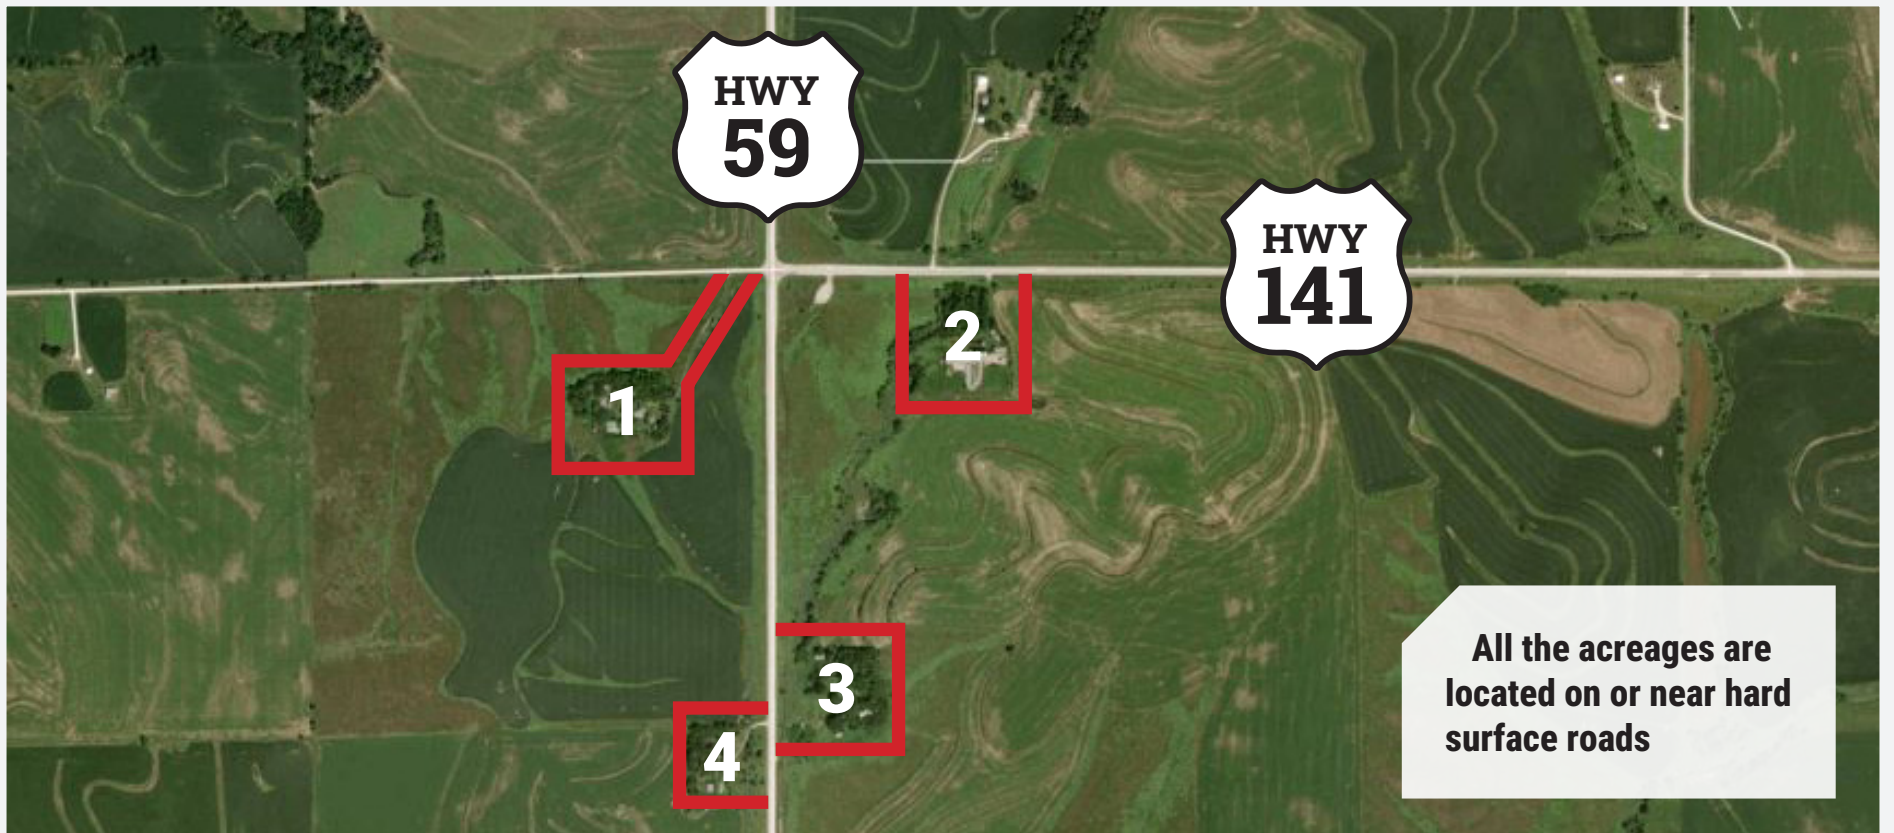 HWY
59
HWY
141
1
2
3
4
All the acreages are
located on or near hard
surface roads